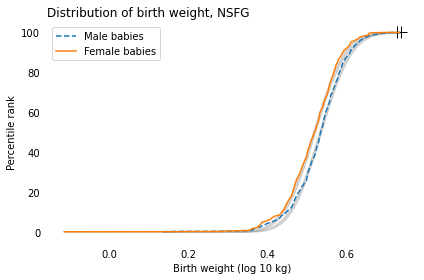 Distribution of birth weight, NSFG
Male babies
Female babies
Percentile rank
100
80
60
40
20
0
0.0 0.2 0.4 0.6
Birth weight (log 10 kg)